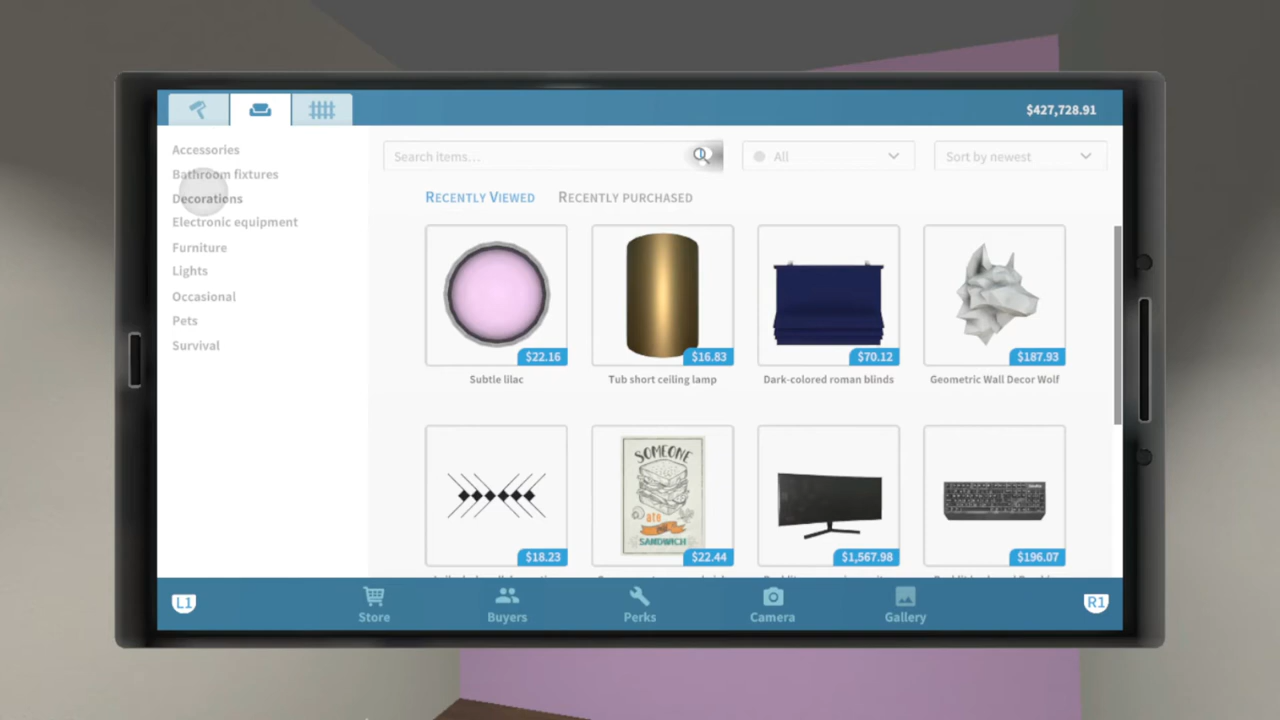 $427,728.91
Accessories
Bathroom fixtures
Decorations
Electronic equipment
Furniture
Lights
Occasional
Pets
Survival
Search items...
All
Sort by newest
RECENTLY VIEWED
RECENTLY PURCHASED
$22.16
$16.83
$70.12
$187.93
Subtle lilac
Tub short ceiling lamp
Dark-colored roman blinds
Geometric Wall Decor Wolf
SOMEONE
ate
SANDWICH
$18.23
$22.44
$1,567.98
$196.07
L1
Store
Buyers
Perks
Camera
Gallery
R1